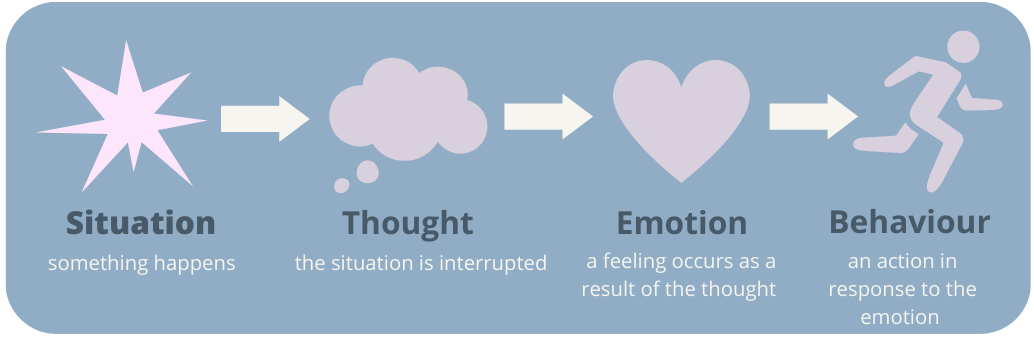 Situation
something happens
Thought
the situation is interrupted
Emotion
a feeling occurs as a
result of the thought
Behaviour
an action in
response to the
emotion